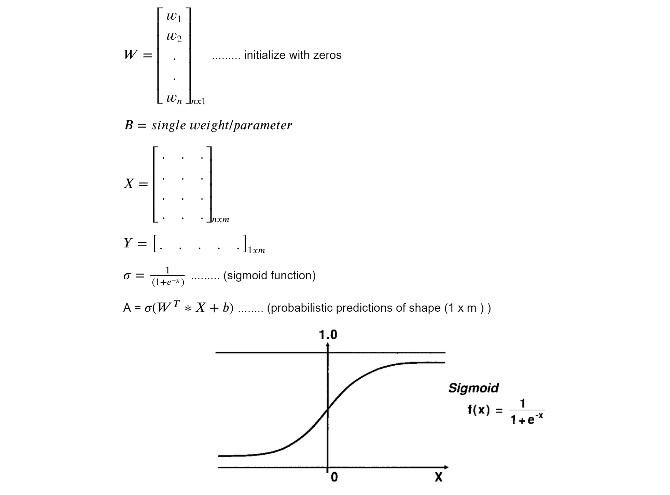 W = [ w₁
w₂
.
.
wₙ ]ₙₓ₁ ......... initialize with zeros
B = single weight/parameter
X = [ . . .
. . .
. . .
. . . ]ₙₓₘ
Y = [. . . . .]₁ₓₘ
σ = 1/(1+e⁻ˣ) ......... (sigmoid function)
A = σ(Wᵀ * X + b) ........ (probabilistic predictions of shape (1 x m ) )
1.0
Sigmoid
f(x) = 1/1+e⁻ˣ
0 X